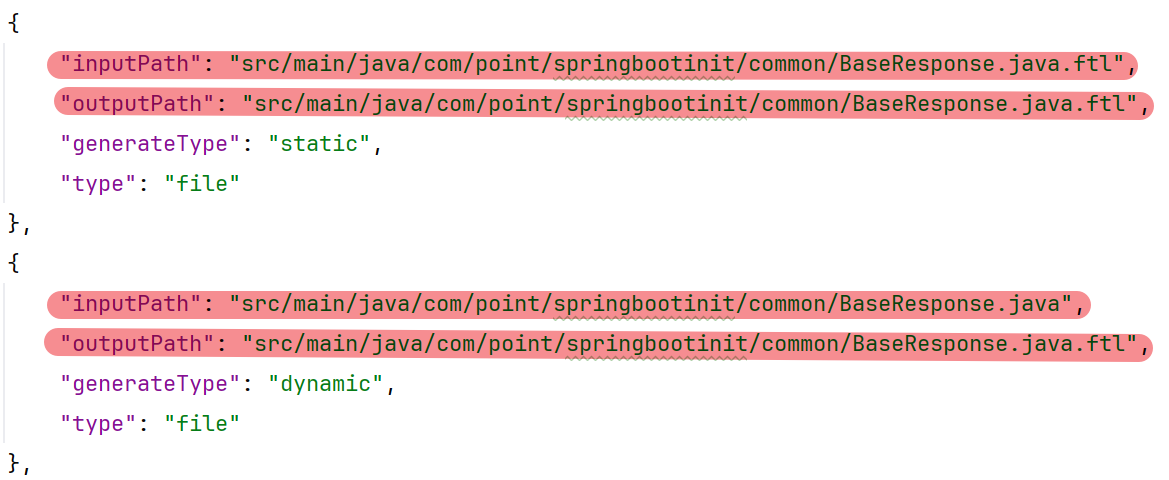 {
"inputPath": "src/main/java/com/point/springbootinit/common/BaseResponse.java.ftl",
"outputPath": "src/main/java/com/point/springbootinit/common/BaseResponse.java.ftl",
"generateType": "static",
"type": "file"
},
{
"inputPath": "src/main/java/com/point/springbootinit/common/BaseResponse.java",
"outputPath": "src/main/java/com/point/springbootinit/common/BaseResponse.java.ftl",
"generateType": "dynamic",
"type": "file"
},